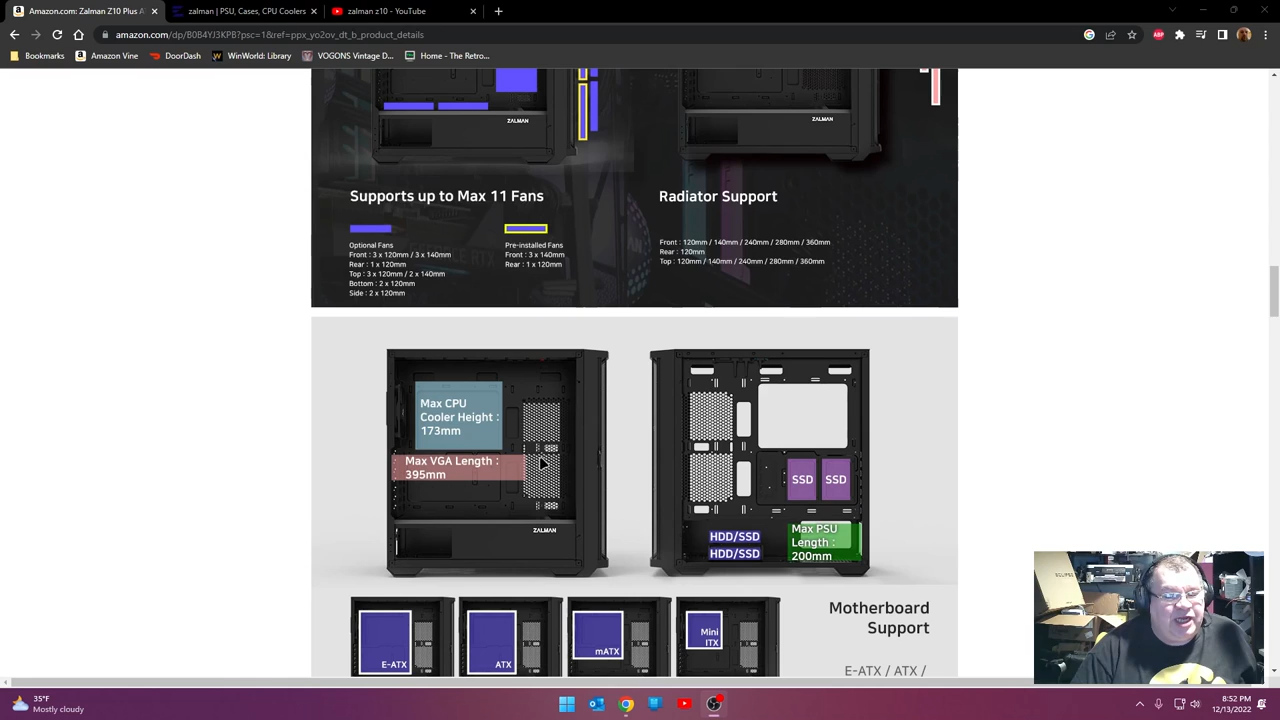 Amazon.com: Zalman Z10 Plus A
zalman | PSU, Cases, CPU Coolers
zalman z10 - YouTube
amazon.com/dp/B0B4YJ3KPB?psc=1&ref=ppx_yo2ov_dt_b_product_details
ABP
Bookmarks
Amazon Vine
DoorDash
WinWorld: Library
VOGONS Vintage D...
Home - The Retro...
ZALMAN
ZALMAN
Supports up to Max 11 Fans
Radiator Support
Optional Fans
Front : 3 x 120mm / 3 x 140mm
Rear : 1 x 120mm
Top : 3 x 120mm / 2 x 140mm
Bottom : 2 x 120mm
Side : 2 x 120mm
Pre-installed Fans
Front : 3 x 140mm
Rear : 1 x 120mm
Front : 120mm / 140mm / 240mm / 280mm / 360mm
Rear : 120mm
Top : 120mm / 140mm / 240mm / 280mm / 360mm
Max CPU
Cooler Height :
173mm
Max VGA Length :
395mm
ZALMAN
SSD
SSD
HDD/SSD
HDD/SSD
Max PSU
Length :
200mm
E-ATX
ATX
mATX
Mini
ITX
Motherboard
Support
E-ATX / ATX /
35°F
Mostly cloudy
8:52 PM
12/13/2022